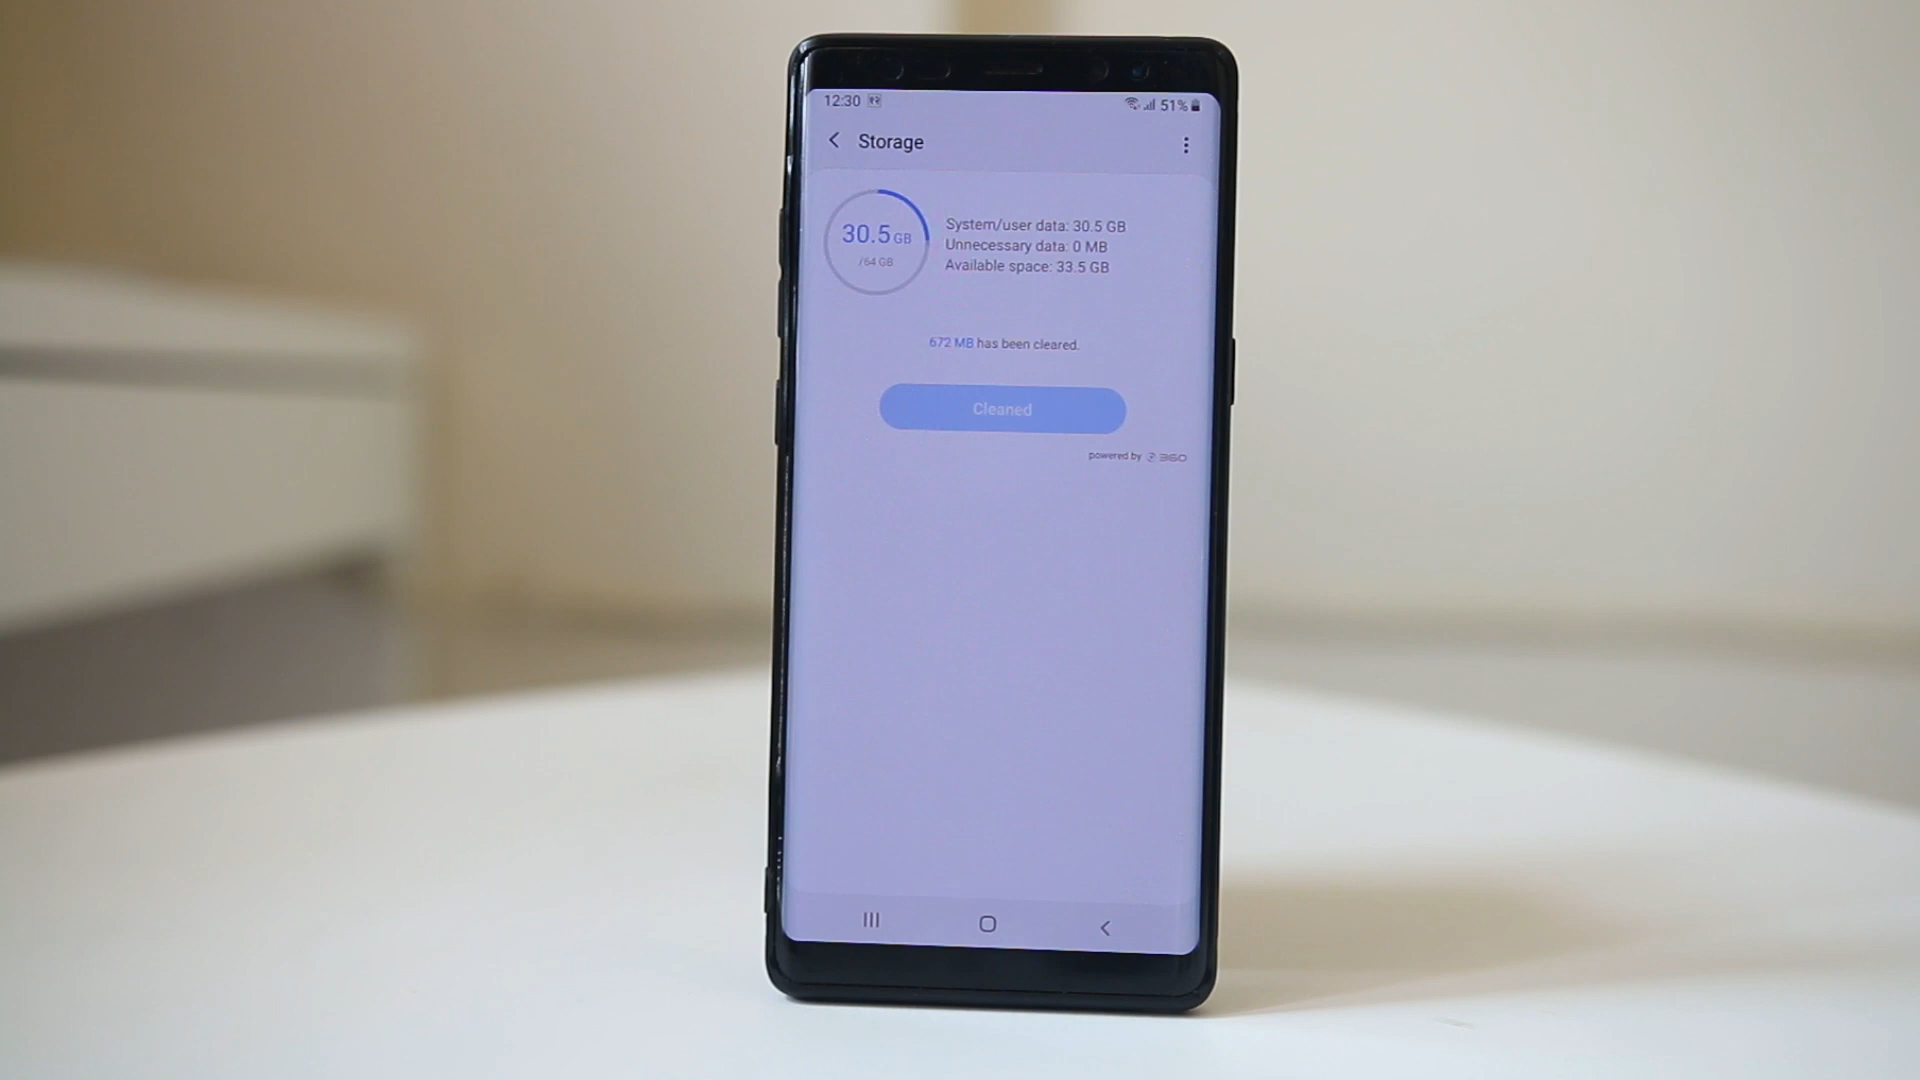 12:30
51%
Storage
30.5 GB
/64 GB
System/user data: 30.5 GB
Unnecessary data: 0 MB
Available space: 33.5 GB
672 MB has been cleared.
Cleaned
powered by 360